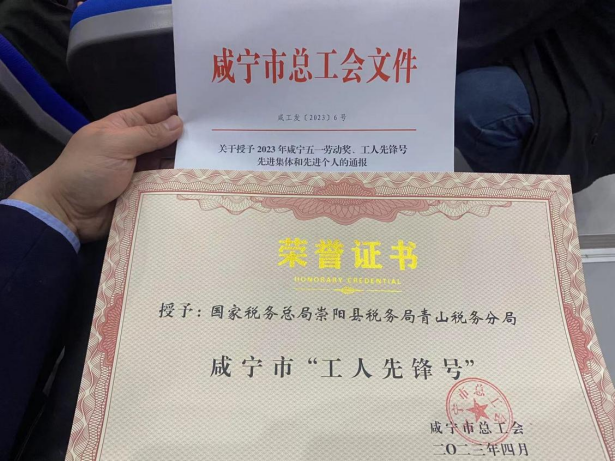 咸宁市总工会文件
咸工发〔2023〕6号
关于授予2023年咸宁五一劳动奖、工人先锋号
先进集体和先进个人的通报
荣誉证书
HONORARY CREDENTIAL
授予：国家税务总局崇阳县税务局青山税务分局
咸宁市“工人先锋号”
咸宁市总工会
二〇二三年四月